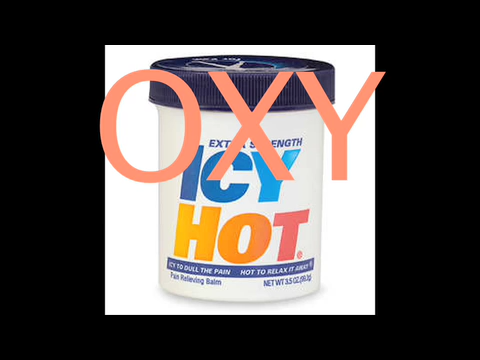 OXY
EXTRA STRENGTH
ICY
HOT®
ICY TO DULL THE PAIN HOT TO RELAX IT AWAY®
Pain Relieving Balm NET WT 3.5 OZ (99.2g)